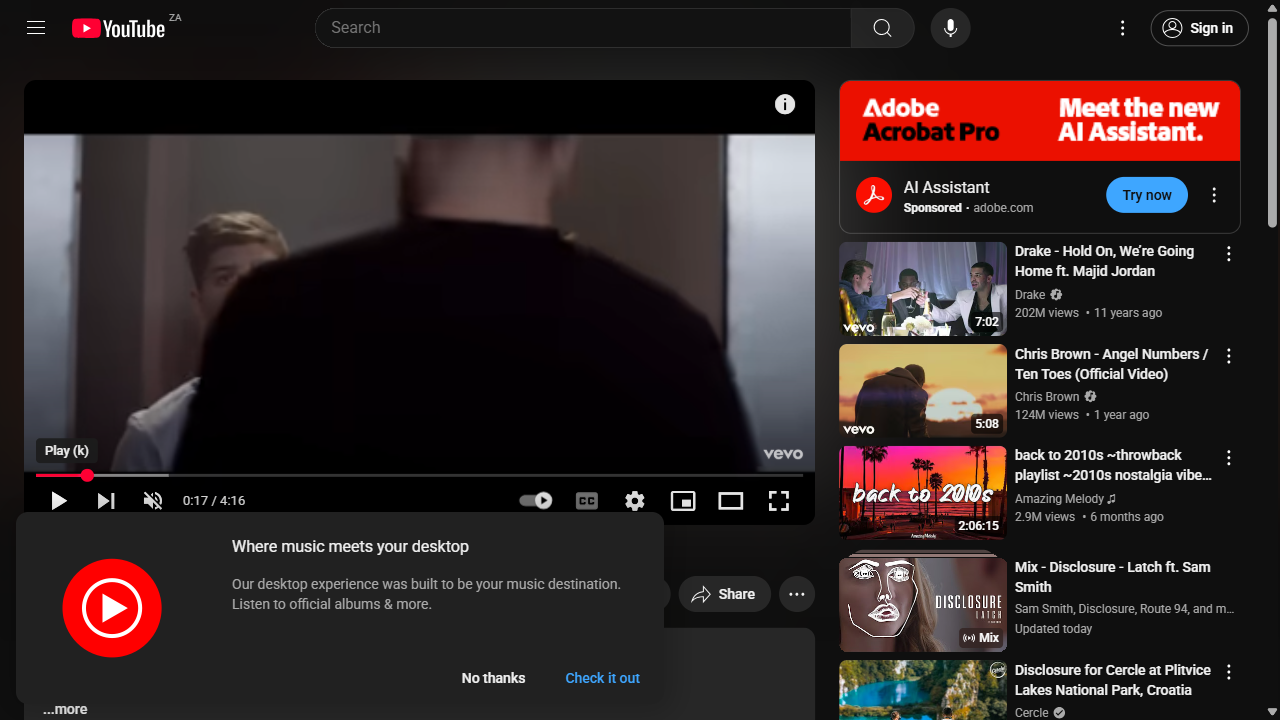 YouTube ZA
Search
Sign in
vevo
Play (k)
0:17 / 4:16
CC
Where music meets your desktop
Our desktop experience was built to be your music destination.
Listen to official albums & more.
No thanks
Check it out
Share
...more
Adobe
Acrobat Pro
Meet the new
AI Assistant.
AI Assistant
Sponsored · adobe.com
Try now
vevo
7:02
Drake - Hold On, We're Going
Home ft. Majid Jordan
Drake
202M views • 11 years ago
vevo
5:08
Chris Brown - Angel Numbers /
Ten Toes (Official Video)
Chris Brown
124M views • 1 year ago
back to 2010s
Amazing Melody
2:06:15
back to 2010s ~throwback
playlist ~2010s nostalgia vibe...
Amazing Melody ♫
2.9M views • 6 months ago
DISCLOSURE
LATCH
Mix
Mix - Disclosure - Latch ft. Sam
Smith
Sam Smith, Disclosure, Route 94, and m...
Updated today
Disclosure for Cercle at Plitvice
Lakes National Park, Croatia
Cercle